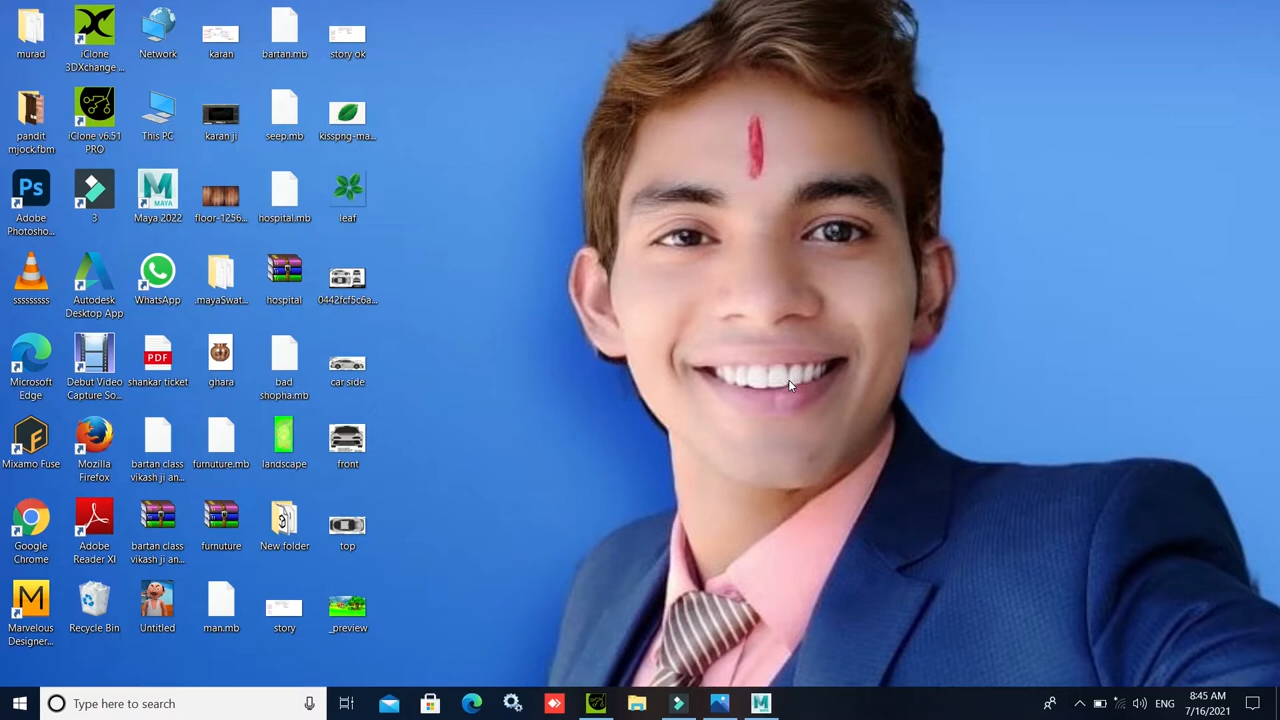 murad
iClone
3DXchange ...
Network
karan
bartan.mb
story ok
pandit
mjock.fbm
iClone v6.51
PRO
This PC
karan ji
seep.mb
kisspng-ma...
Ps
Adobe
Photosho...
3
MAYA
Maya 2022
floor-1256...
hospital.mb
leaf
sssssssss
Autodesk
Desktop App
WhatsApp
.mayaSwat...
hospital
0442fcf5c6a...
Microsoft
Edge
Debut Video
Capture So...
PDF
shankar ticket
ghara
bad
shopha.mb
car side
Mixamo Fuse
Mozilla
Firefox
bartan class
vikash ji an...
furnuture.mb
landscape
front
Google
Chrome
Adobe
Reader XI
bartan class
vikash ji an...
furnuture
New folder
top
M
Marvelous
Designer...
Recycle Bin
Untitled
man.mb
story
_preview
Type here to search
ENG
8:45 AM
7/16/2021